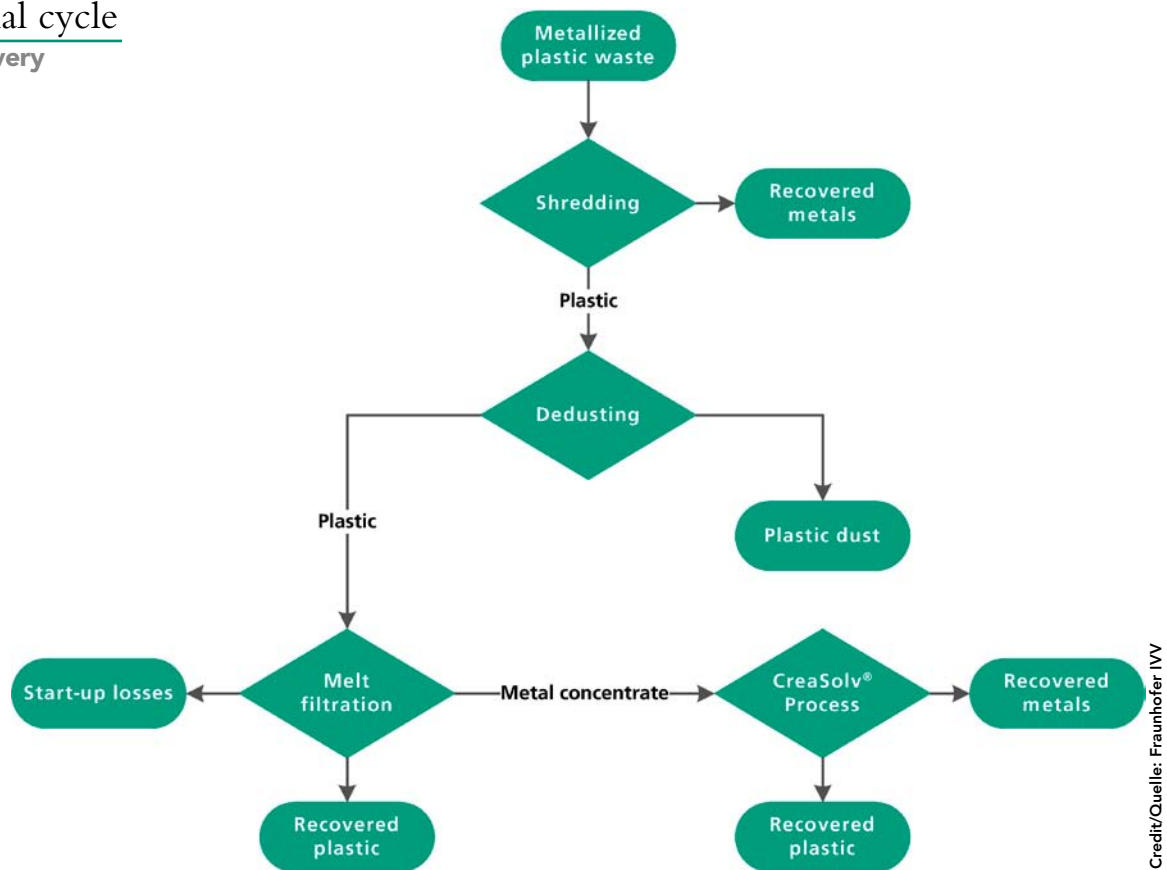 al cycle
very
Metallized
plastic waste
Shredding
Recovered
metals
Plastic
Dedusting
Plastic
Plastic dust
Start-up losses
Melt
filtration
Metal concentrate
CreaSolv®
Process
Recovered
metals
Recovered
plastic
Recovered
plastic
Credit/Quelle: Fraunhofer IVV